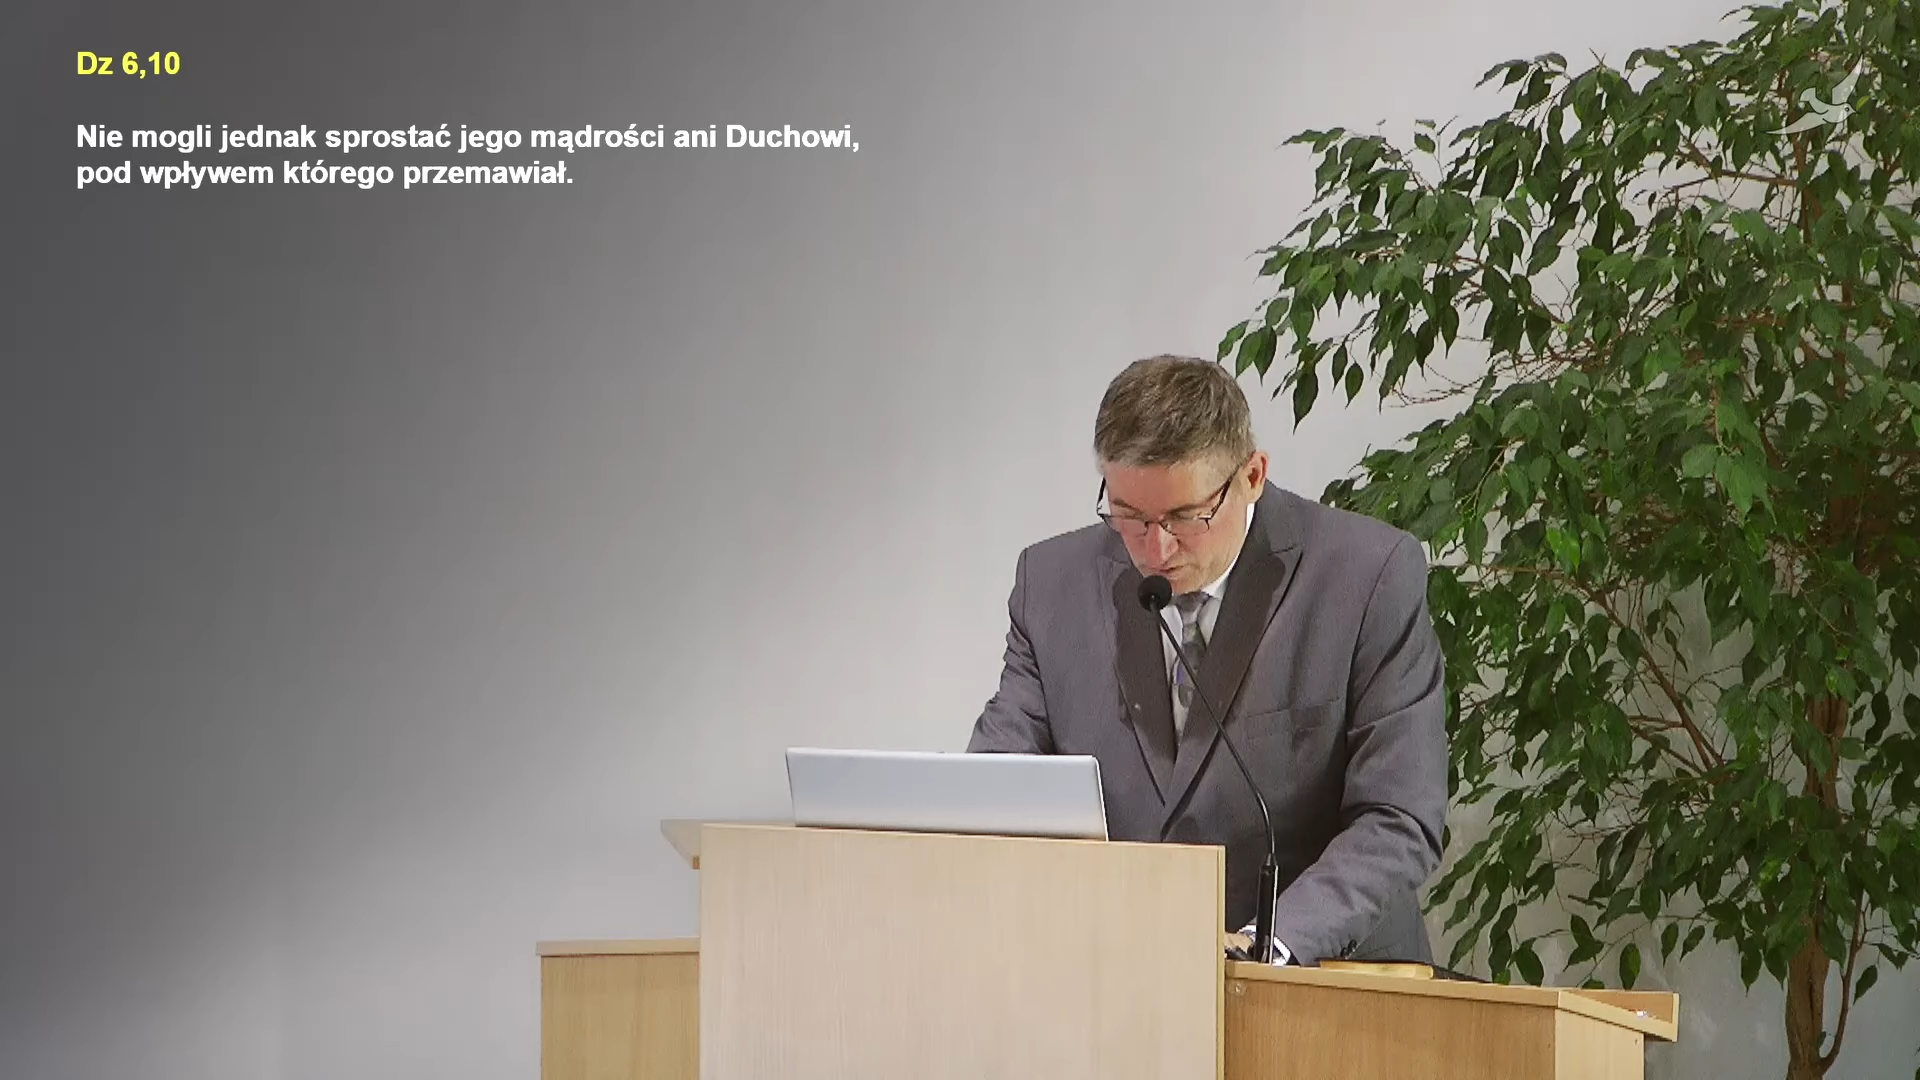 Dz 6,10
Nie mogli jednak sprostać jego mądrości ani Duchowi,
pod wpływem którego przemawiał.